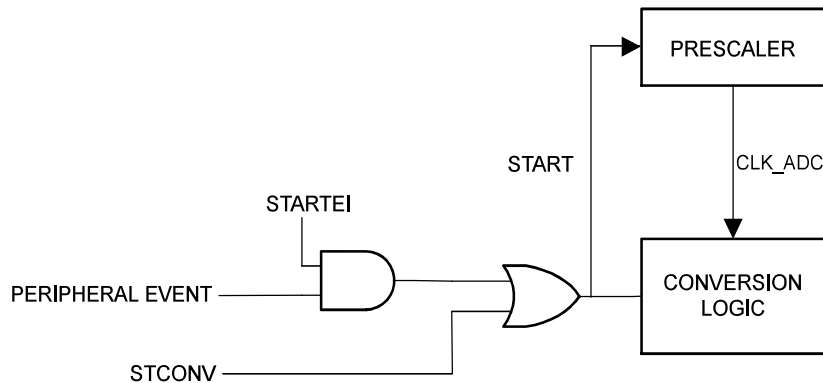 PRESCALER
START
CLK_ADC
STARTEI
PERIPHERAL EVENT
CONVERSION
LOGIC
STCONV